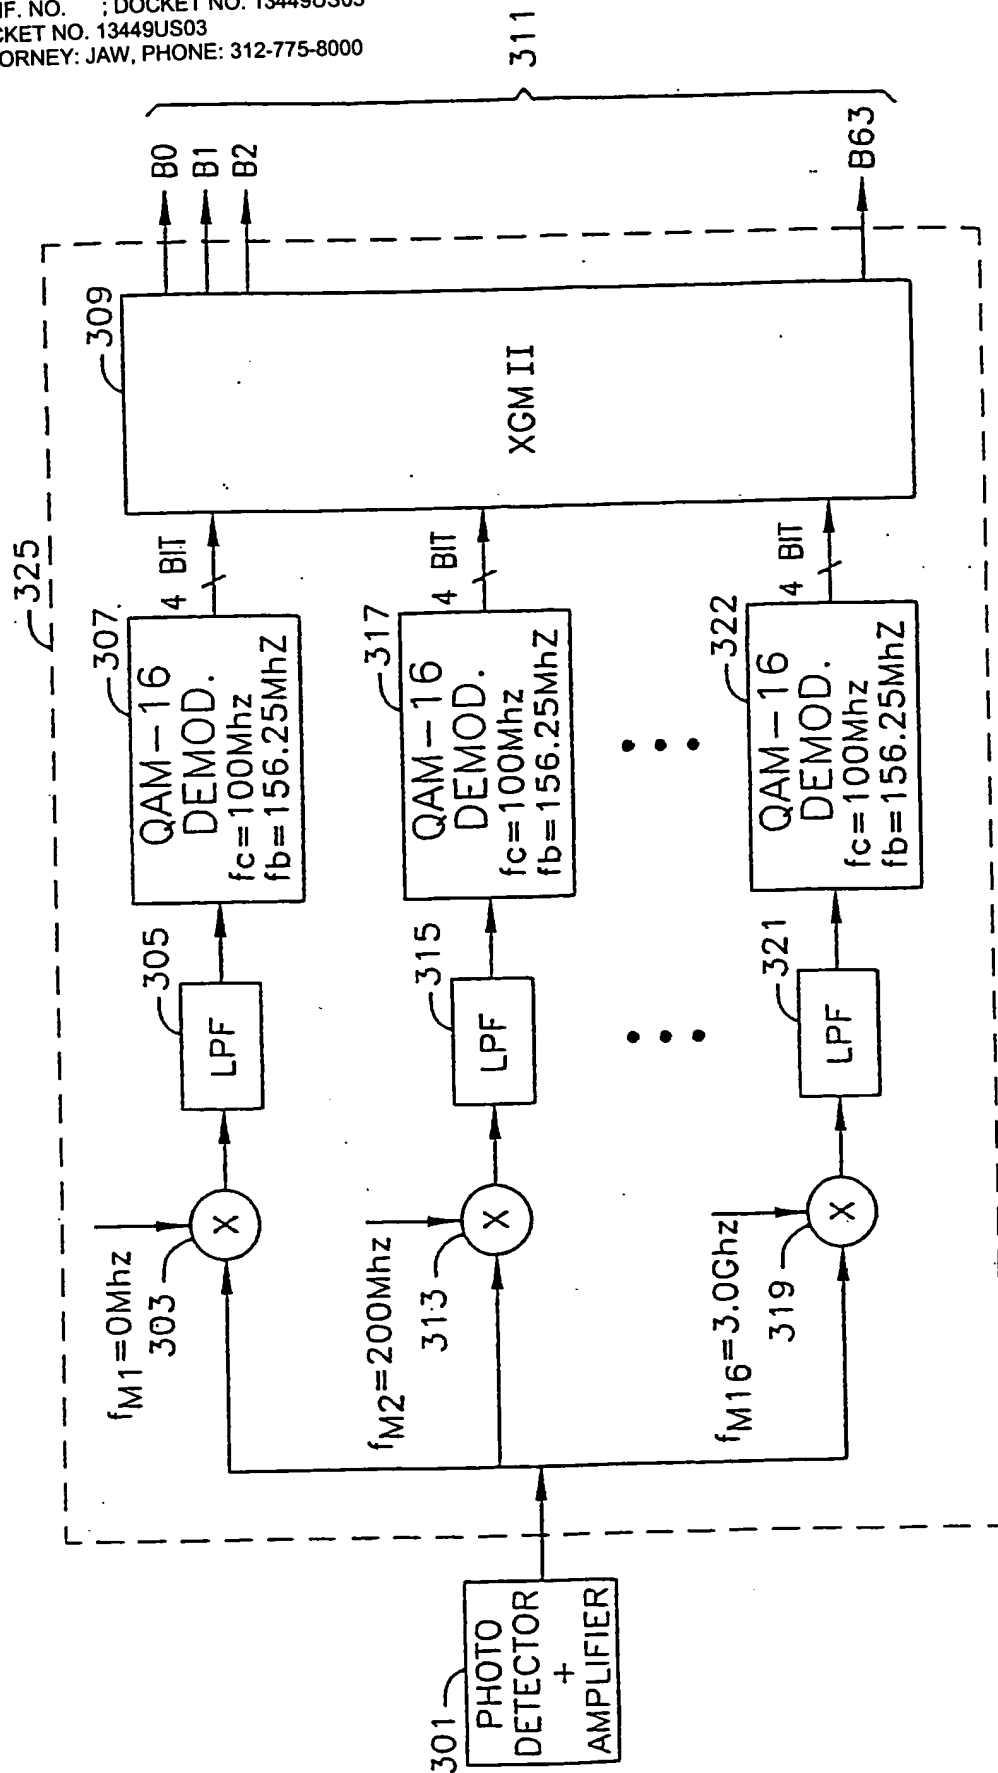 NF. NO. ; DOCKET NO. 13449US03
CKET NO. 13449US03
ORNEY: JAW, PHONE: 312-775-8000
301
PHOTO
DETECTOR
+
AMPLIFIER
325
fM1=0Mhz
303
X
305
LPF
307
QAM-16
DEMOD.
fc=100Mhz
fb=156.25MhZ
4 BIT
fM2=200Mhz
313
X
315
LPF
317
QAM-16
DEMOD.
fc=100Mhz
fb=156.25MhZ
4 BIT
fM16=3.0Ghz
319
X
321
LPF
322
QAM-16
DEMOD.
fc=100Mhz
fb=156.25MhZ
4 BIT
309
XGM II
B0
B1
B2
B63
311